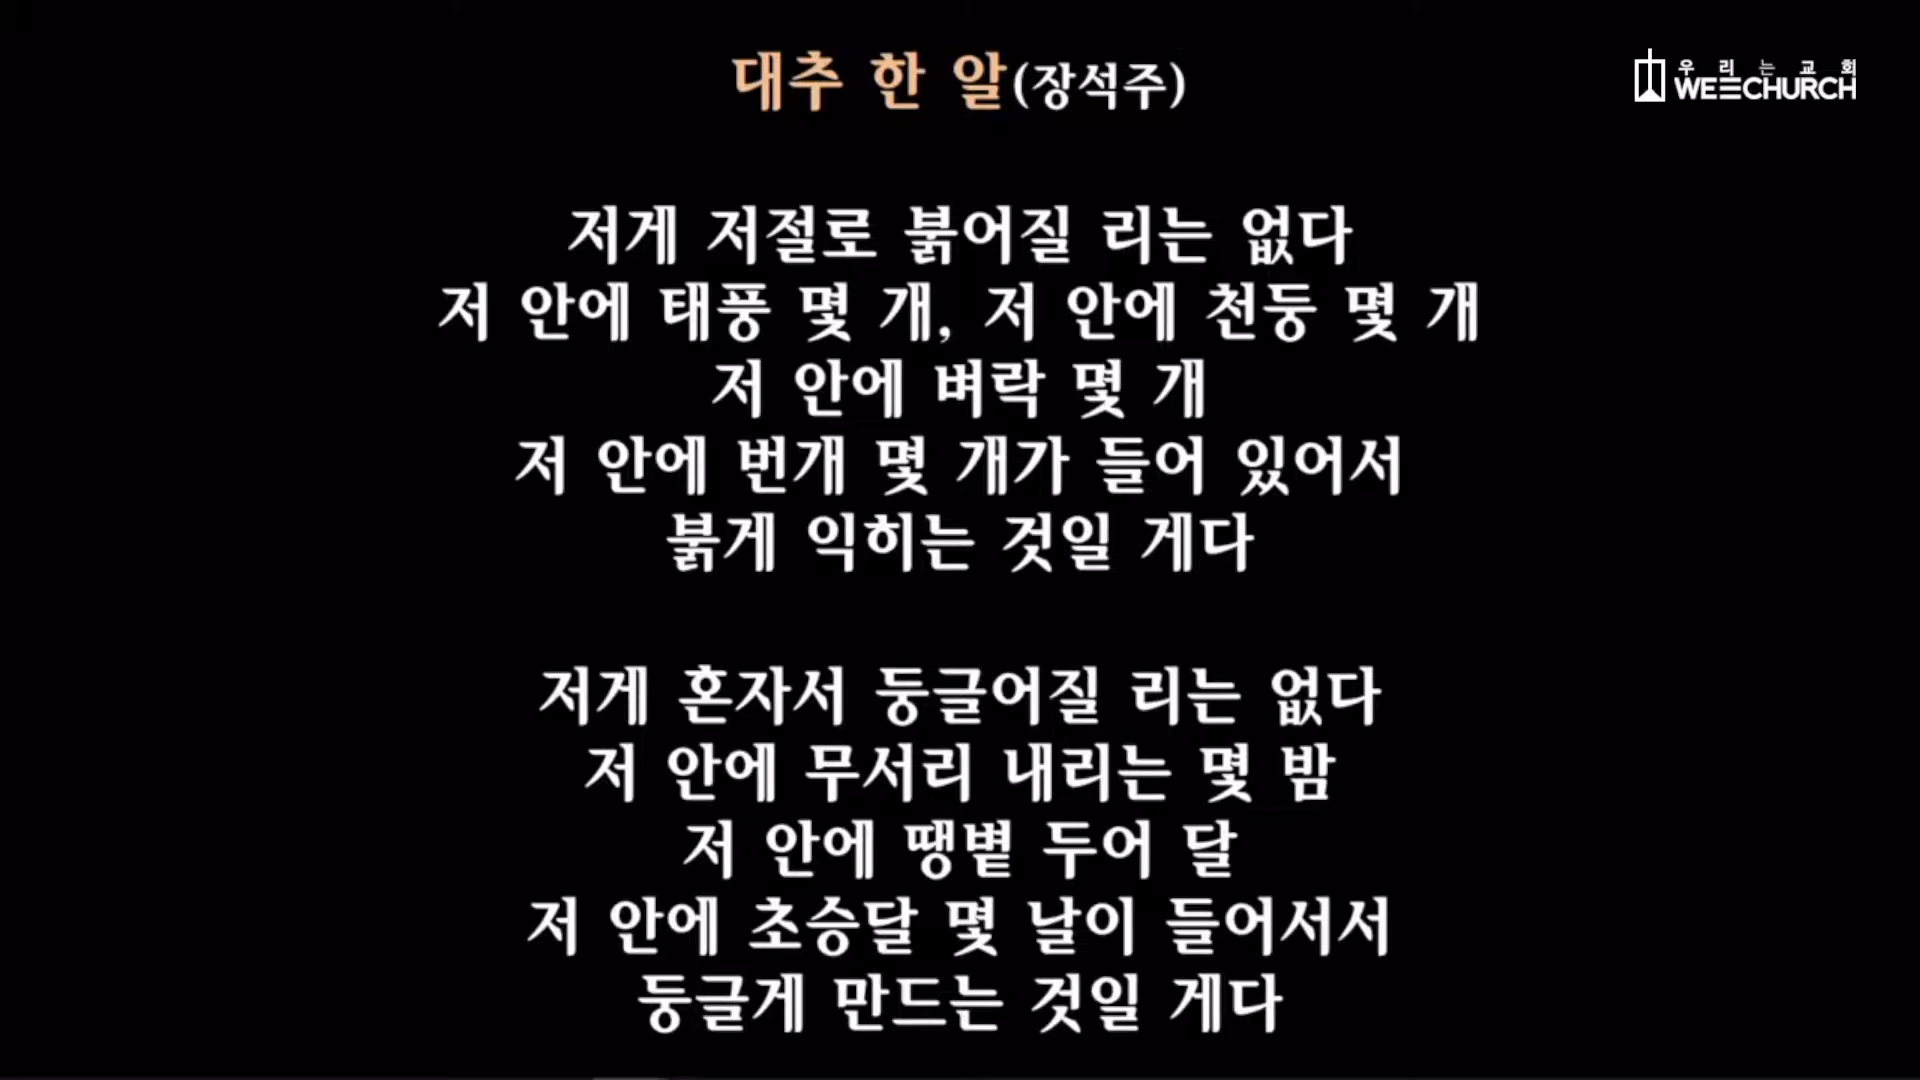 대추 한 알(장석주)
우리는교회
WEECHURCH
저게 저절로 붉어질 리는 없다
저 안에 태풍 몇 개, 저 안에 천둥 몇 개
저 안에 벼락 몇 개
저 안에 번개 몇 개가 들어 있어서
붉게 익히는 것일 게다
저게 혼자서 둥글어질 리는 없다
저 안에 무서리 내리는 몇 밤
저 안에 땡볕 두어 달
저 안에 초승달 몇 날이 들어서서
둥글게 만드는 것일 게다